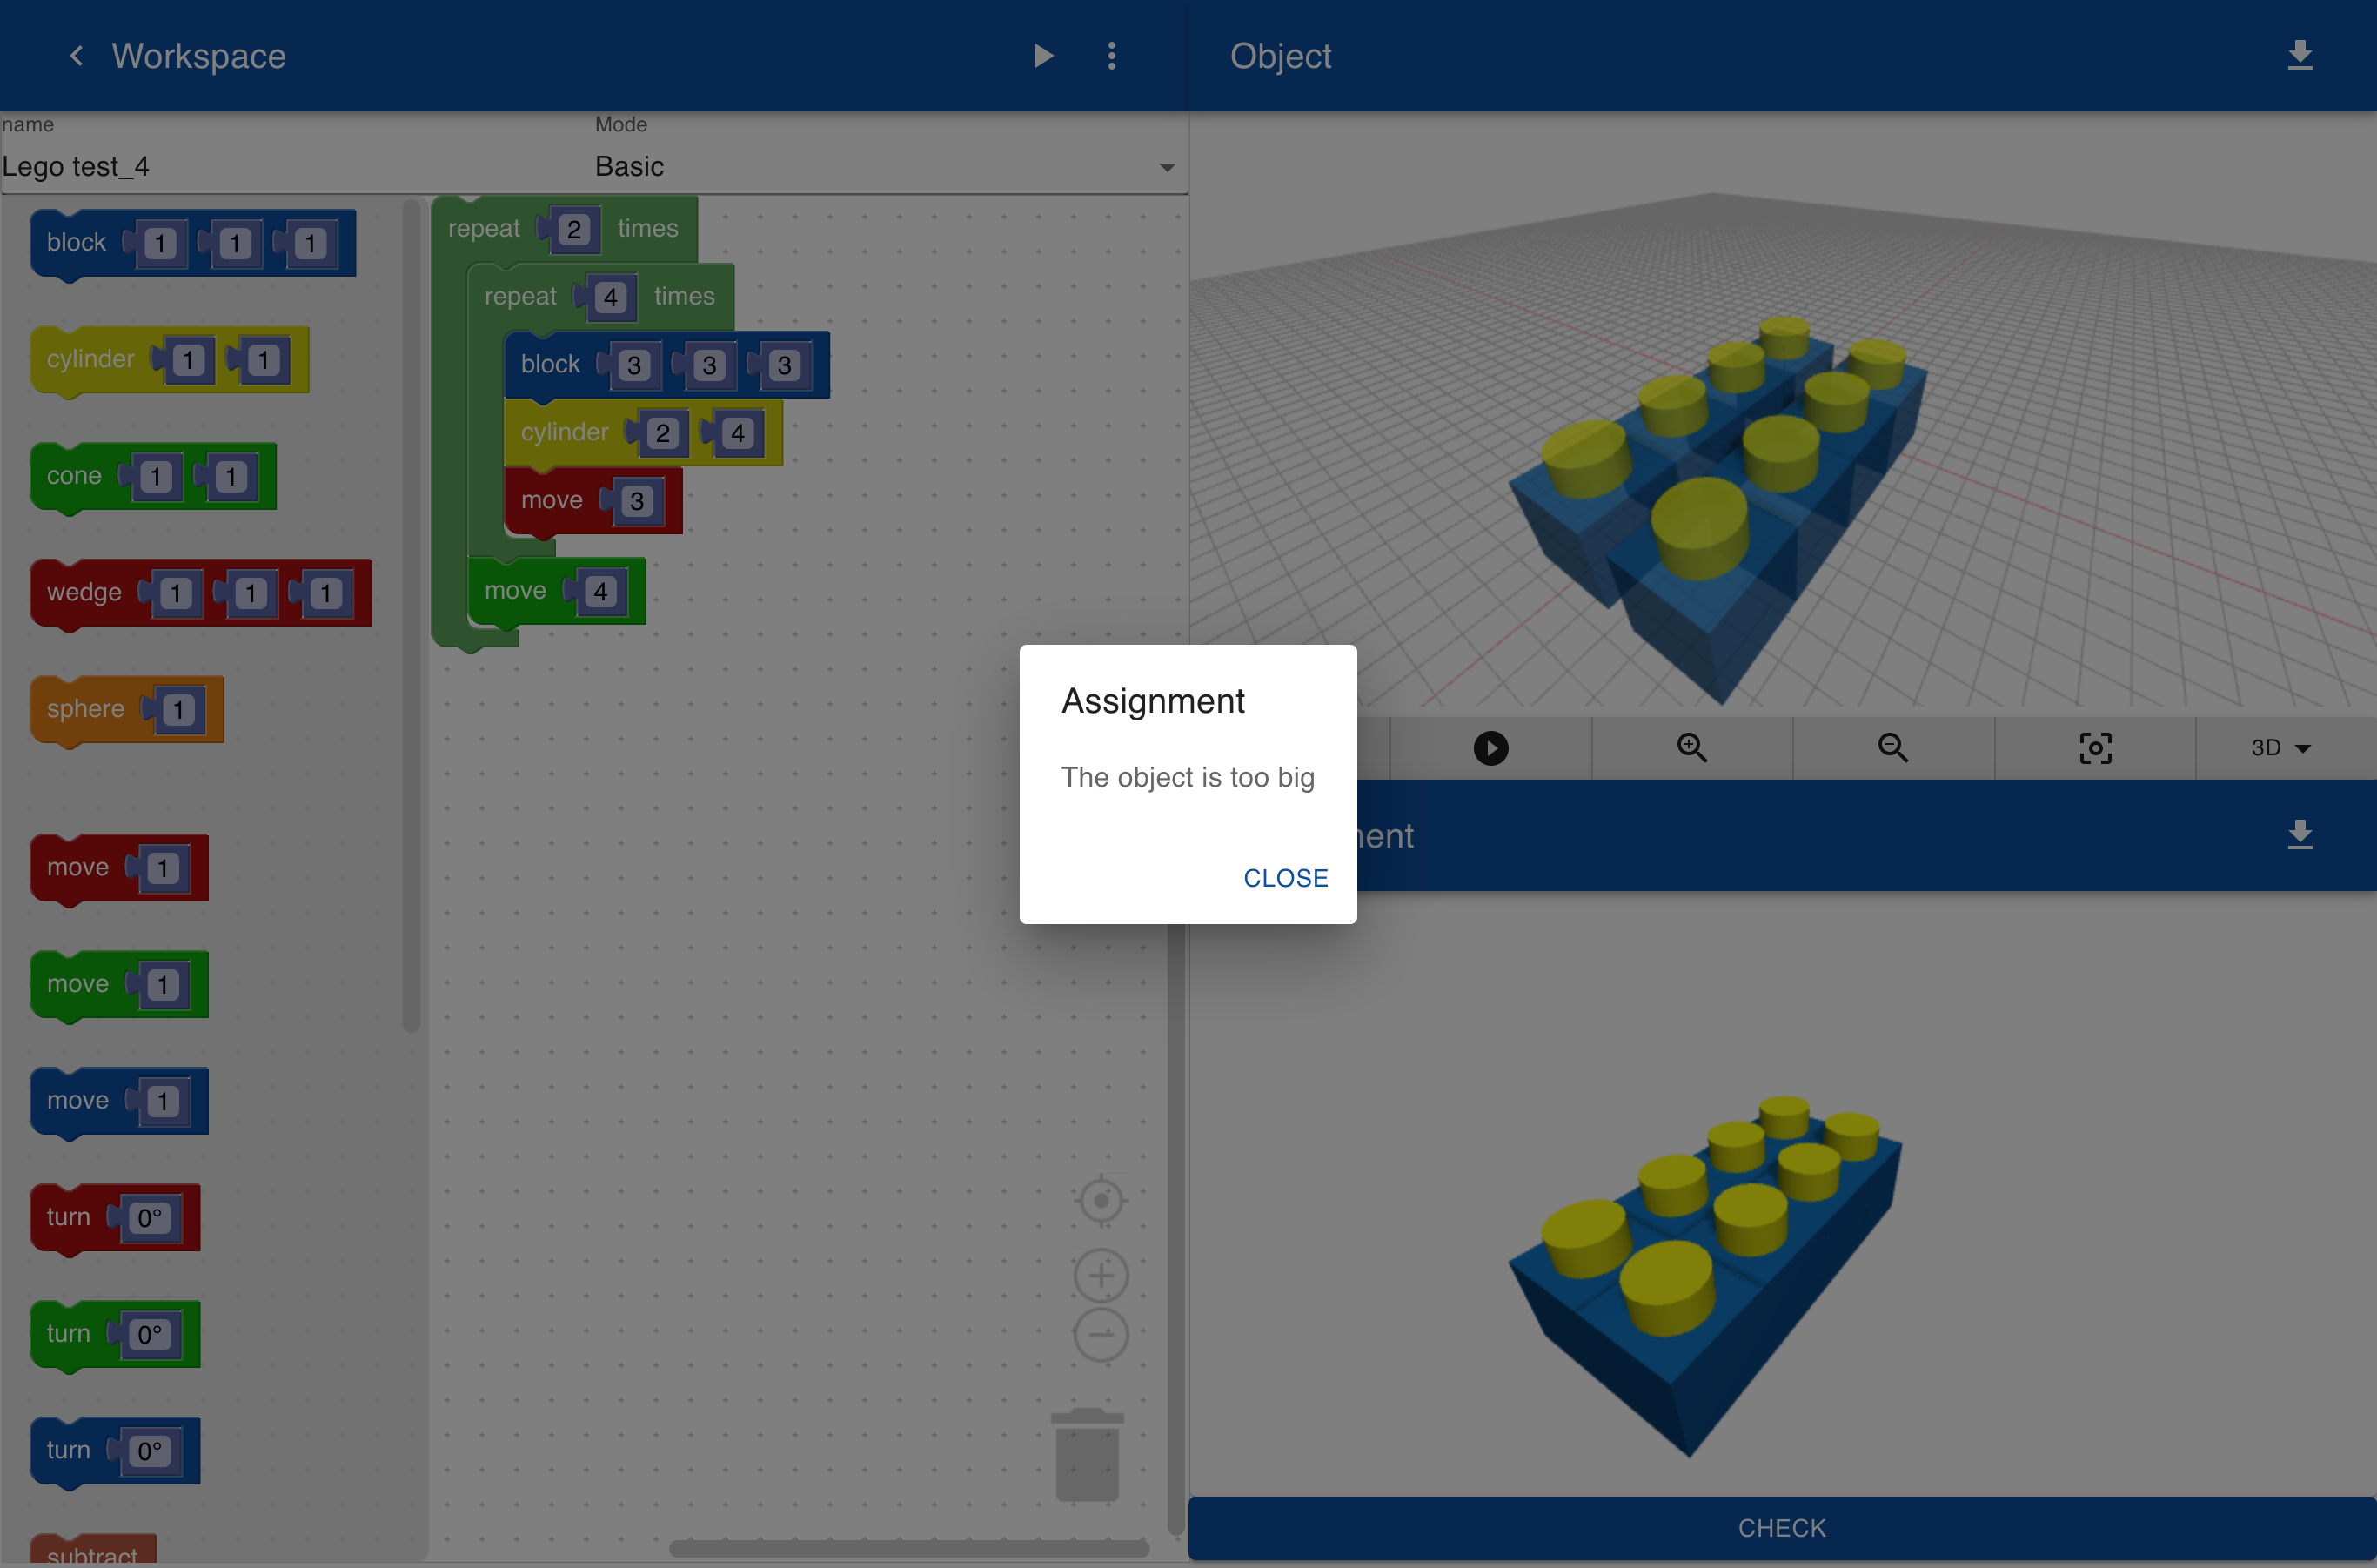 Workspace
Object
name
Mode
Lego test_4
Basic
block 1 1 1
cylinder 1 1
cone 1 1
wedge 1 1 1
sphere 1
move 1
move 1
move 1
turn 0°
turn 0°
turn 0°
subtract
repeat 2 times
repeat 4 times
block 3 3 3
cylinder 2 4
move 3
move 4
Assignment
The object is too big
CLOSE
3D
ment
CHECK